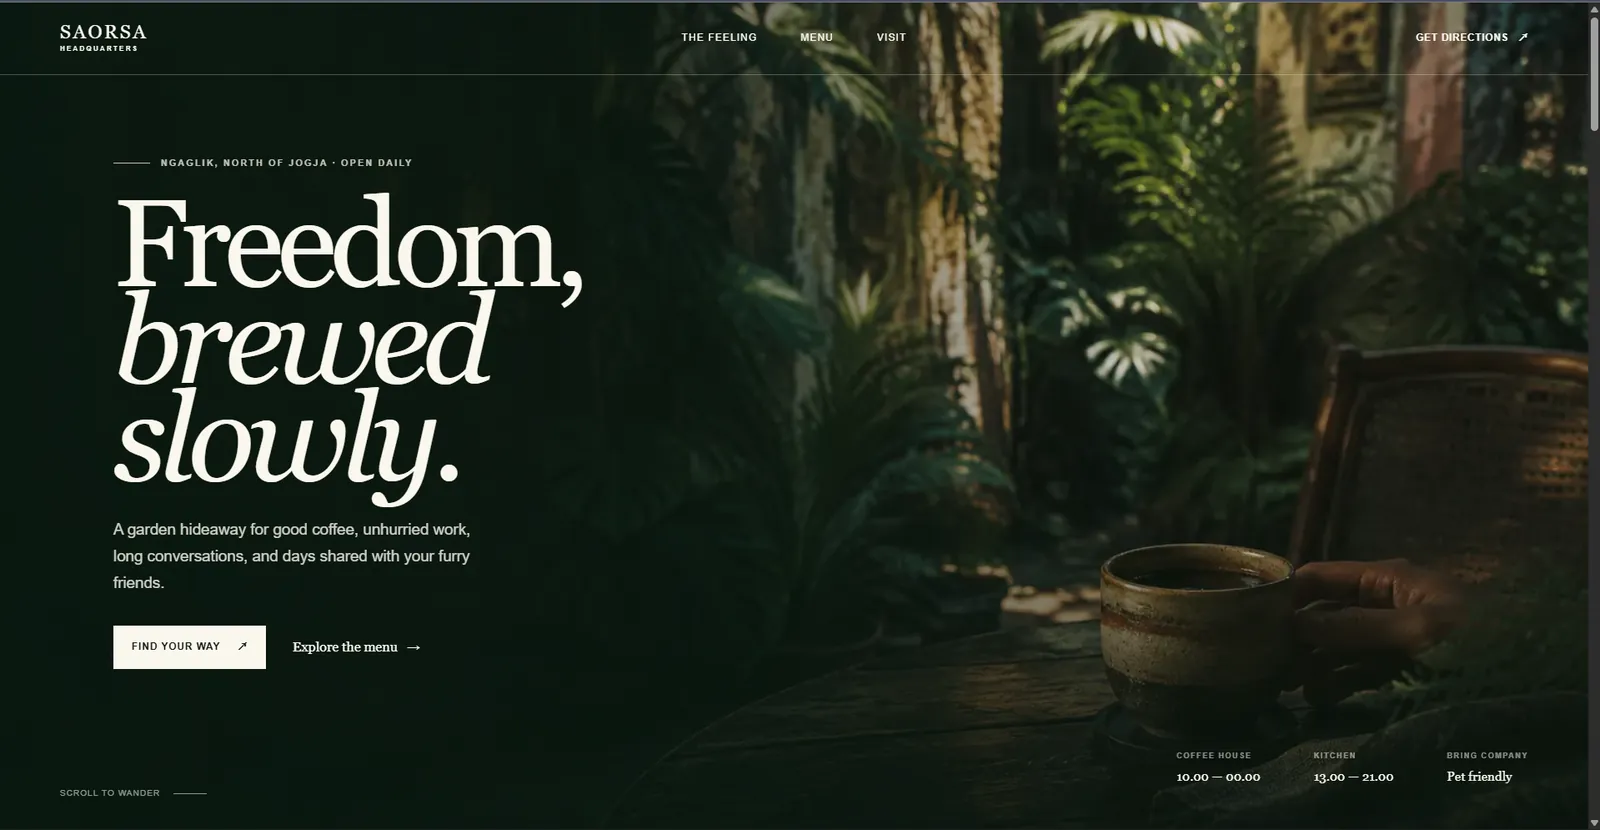 SAORSA
HEADQUARTERS
THE FEELING
MENU
VISIT
GET DIRECTIONS ↗
NGAGLIK, NORTH OF JOGJA · OPEN DAILY
Freedom,
brewed
slowly.
A garden hideaway for good coffee, unhurried work,
long conversations, and days shared with your furry
friends.
FIND YOUR WAY ↗
Explore the menu →
COFFEE HOUSE
10.00 — 00.00
KITCHEN
13.00 — 21.00
BRING COMPANY
Pet friendly
SCROLL TO WANDER